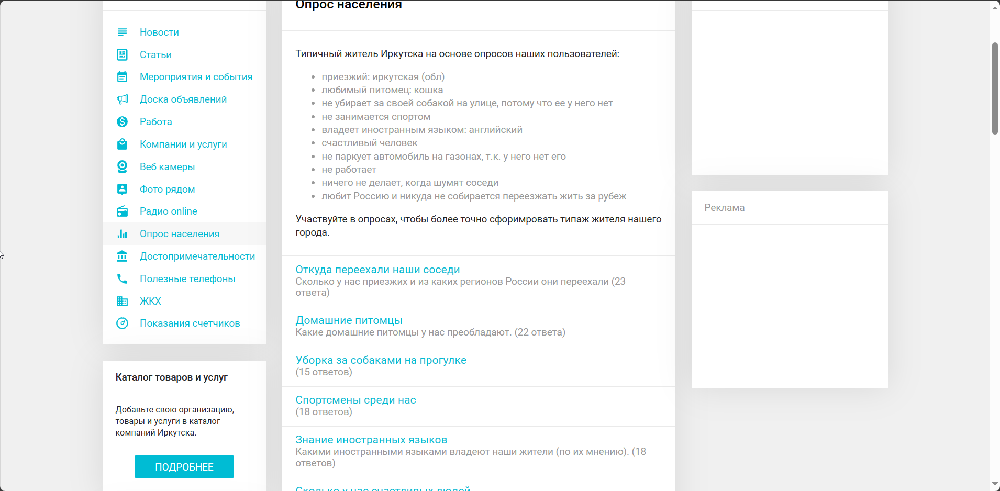 Новости
Статьи
Мероприятия и события
Доска объявлений
Работа
Компании и услуги
Веб камеры
Фото рядом
Радио online
Опрос населения
Достопримечательности
Полезные телефоны
ЖКХ
Показания счетчиков
Каталог товаров и услуг
Добавьте свою организацию,
товары и услуги в каталог
компаний Иркутска.
ПОДРОБНЕЕ
Опрос населения
Типичный житель Иркутска на основе опросов наших пользователей:
приезжий: иркутская (обл)
любимый питомец: кошка
не убирает за своей собакой на улице, потому что ее у него нет
не занимается спортом
владеет иностранным языком: английский
счастливый человек
не паркует автомобиль на газонах, т.к. у него нет его
не работает
ничего не делает, когда шумят соседи
любит Россию и никуда не собирается переезжать жить за рубеж
Участвуйте в опросах, чтобы более точно сформировать типаж жителя нашего
города.
Откуда переехали наши соседи
Сколько у нас приезжих и из каких регионов России они переехали (23
ответа)
Домашние питомцы
Какие домашние питомцы у нас преобладают. (22 ответа)
Уборка за собаками на прогулке
(15 ответов)
Спортсмены среди нас
(18 ответов)
Знание иностранных языков
Какими иностранными языками владеют наши жители (по их мнению). (18
ответов)
Сколько у нас счастливых людей
Реклама